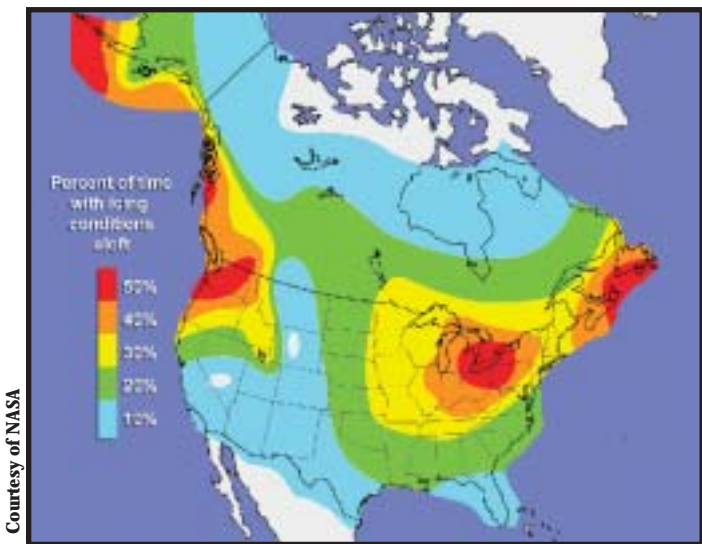 Percent of time
with icing
conditions
aloft
50%
40%
30%
20%
10%
Courtesy of NASA